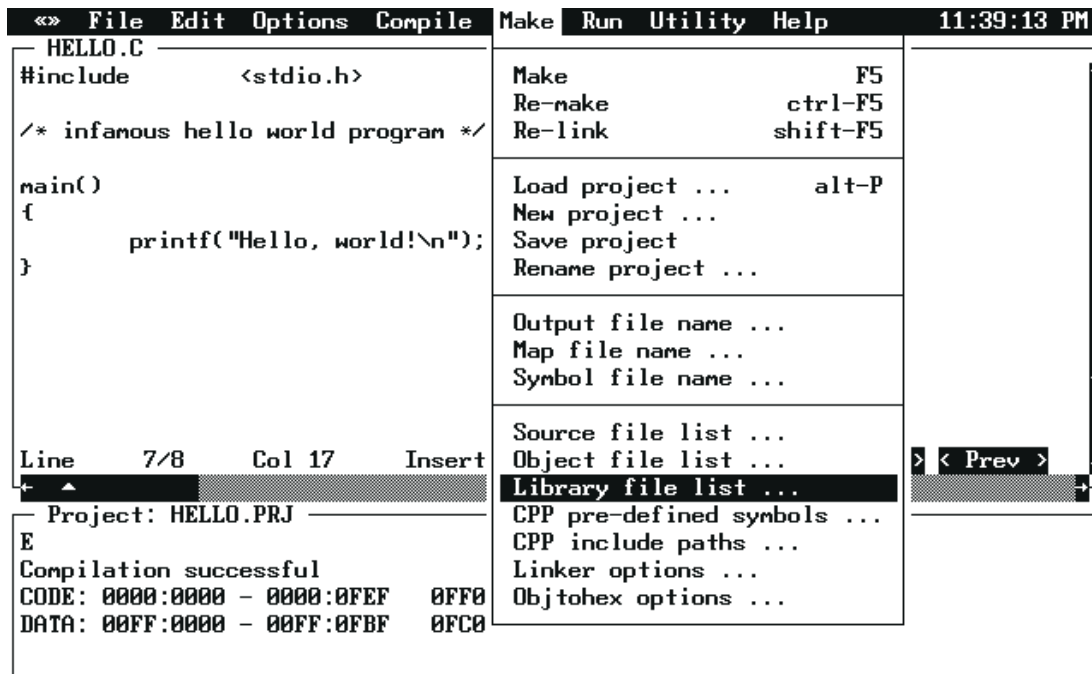 «» File Edit Options Compile Make Run Utility Help 11:39:13 PM
HELLO.C
#include <stdio.h>
/* infamous hello world program */
main()
{
printf("Hello, world!\n");
}
Line 7/8 Col 17 Insert
Make F5
Re-make ctrl-F5
Re-link shift-F5
Load project ... alt-P
New project ...
Save project
Rename project ...
Output file name ...
Map file name ...
Symbol file name ...
Source file list ...
Object file list ...
Library file list ...
CPP pre-defined symbols ...
CPP include paths ...
Linker options ...
Objtohex options ...
> < Prev >
Project: HELLO.PRJ
E
Compilation successful
CODE: 0000:0000 - 0000:0FEF 0FF0
DATA: 00FF:0000 - 00FF:0FBF 0FC0